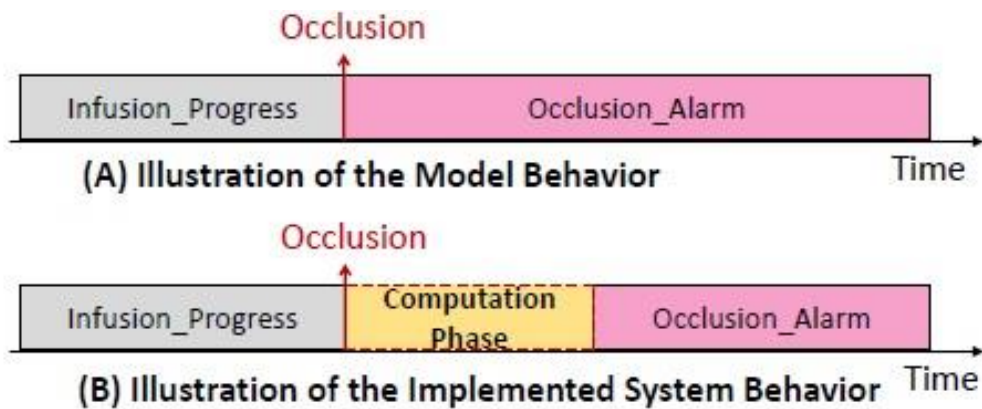 Occlusion
Infusion_Progress
Occlusion_Alarm
Time
(A) Illustration of the Model Behavior
Occlusion
Infusion_Progress
Computation
Phase
Occlusion_Alarm
Time
(B) Illustration of the Implemented System Behavior